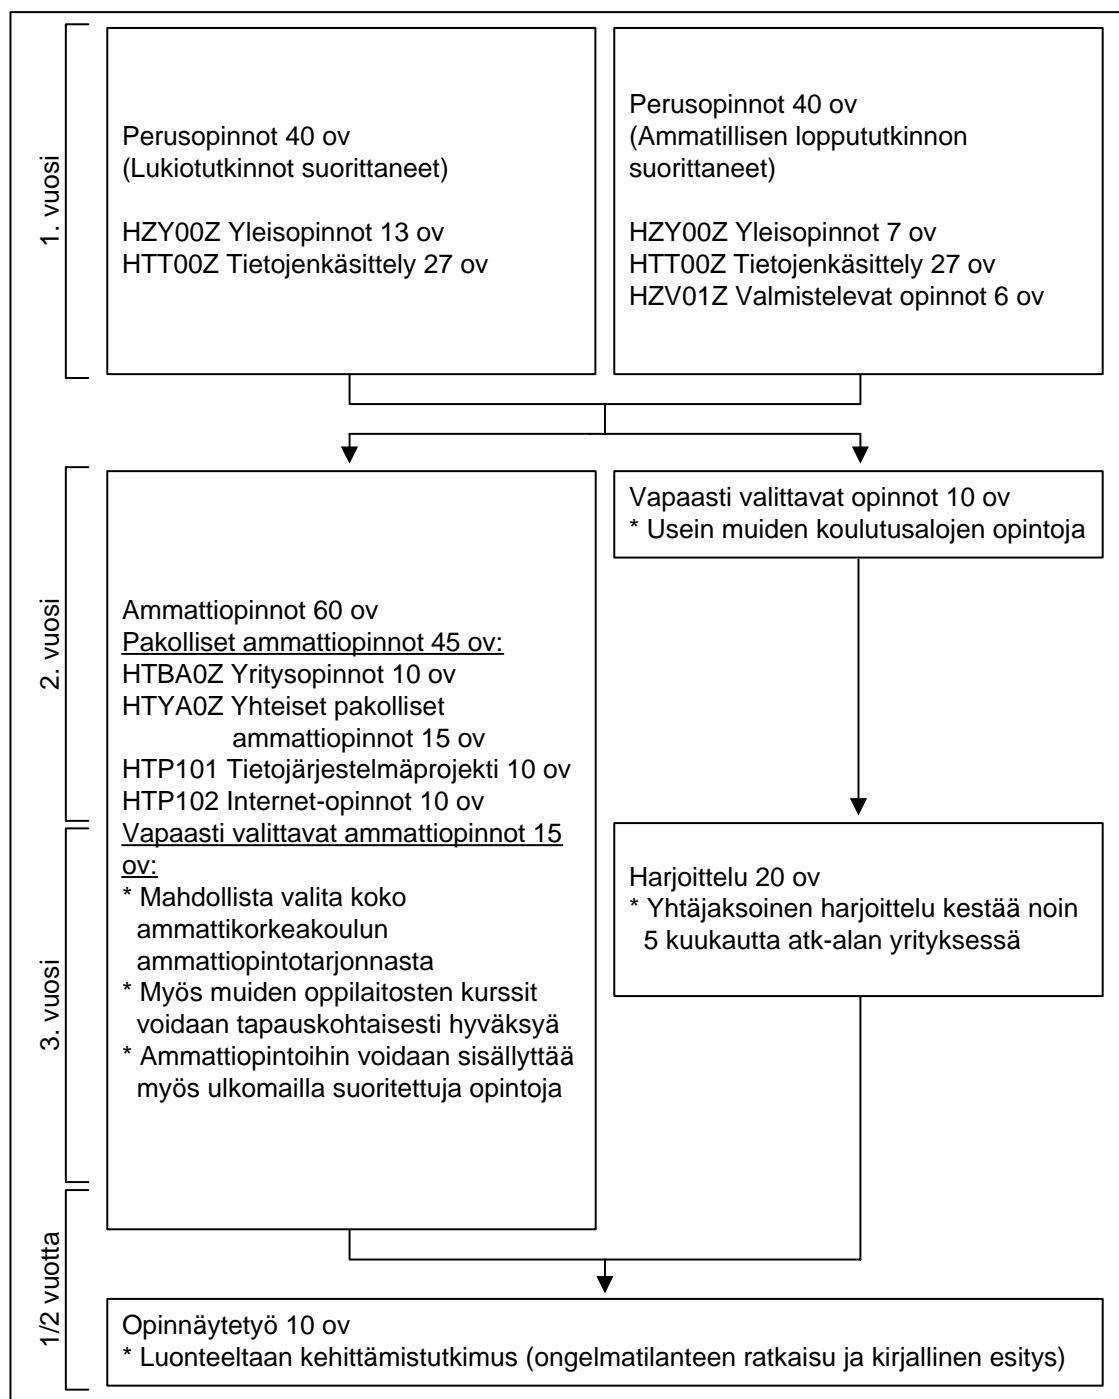 1. vuosi
Perusopinnot 40 ov
(Lukiotutkinnot suorittaneet)
HZY00Z Yleisopinnot 13 ov
HTT00Z Tietojenkäsittely 27 ov
Perusopinnot 40 ov
(Ammatillisen lopptutkinnon
suorittaneet)
HZY00Z Yleisopinnot 7 ov
HTT00Z Tietojenkäsittely 27 ov
HZV01Z Valmistelevat opinnot 6 ov
2. vuosi
3. vuosi
Ammattiopinnot 60 ov
Pakolliset ammattiopinnot 45 ov:
HTBA0Z Yritysopinnot 10 ov
HTYA0Z Yhteiset pakolliset
ammattiopinnot 15 ov
HTP101 Tietojärjestelmäprojekti 10 ov
HTP102 Internet-opinnot 10 ov
Vapaasti valittavat ammattiopinnot 15
ov:
* Mahdollista valita koko
ammattikorkeakoulun
ammattiopintotarjonnasta
* Myös muiden oppilaitosten kurssit
voidaan tapauskohtaisesti hyväksyä
* Ammattiopintoihin voidaan sisällyttää
myös ulkomailla suoritettuja opintoja
Vapaasti valittavat opinnot 10 ov
* Usein muiden koulutusalojen opintoja
Harjoittelu 20 ov
* Yhtäjaksoinen harjoittelu kestää noin
5 kuukautta atk-alan yrityksessä
1/2 vuotta
Opinnäytetyö 10 ov
* Luonteeltaan kehittämistutkimus (ongelmatilanteen ratkaisu ja kirjallinen esitys)